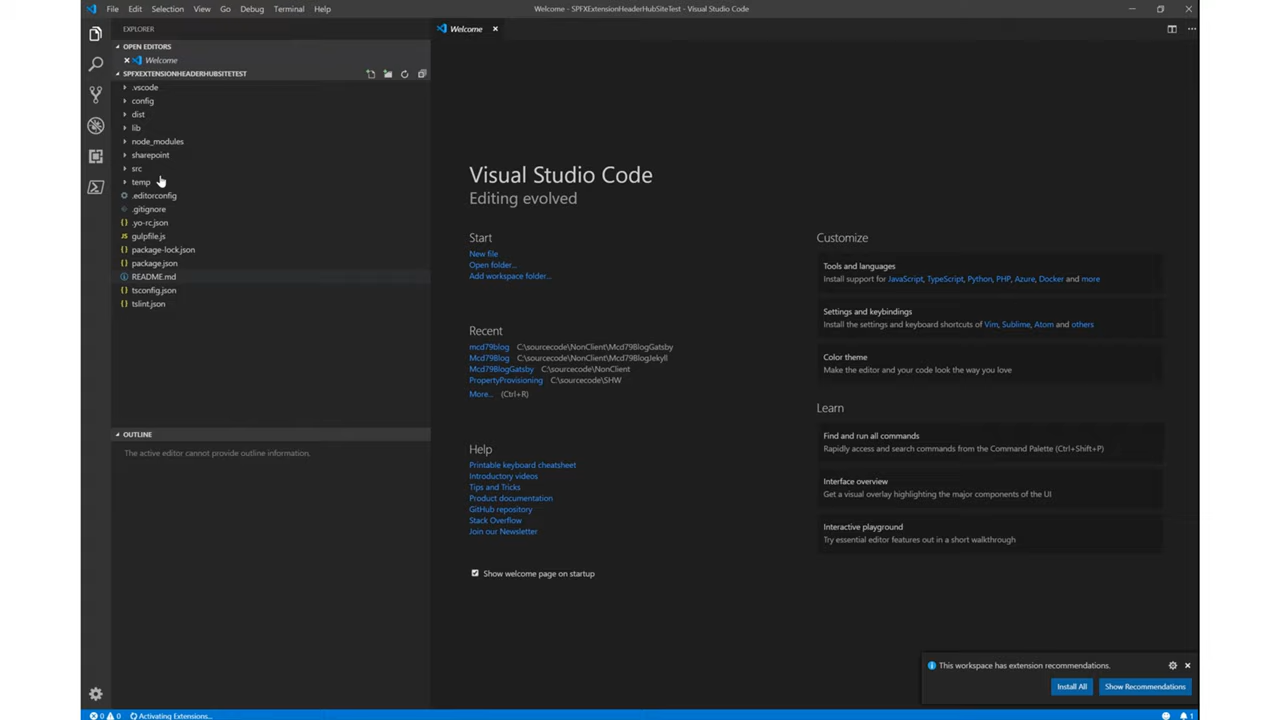 File Edit Selection View Go Debug Terminal Help
Welcome - SPFXExtensionHeaderHubSiteTest - Visual Studio Code
EXPLORER
OPEN EDITORS
Welcome
SPFXEXTENSIONHEADERHUBSITETEST
.vscode
config
dist
lib
node_modules
sharepoint
src
temp
.editorconfig
.gitignore
.yo-rc.json
gulpfile.js
package-lock.json
package.json
README.md
tsconfig.json
tslint.json
OUTLINE
The active editor cannot provide outline information.
Welcome
Visual Studio Code
Editing evolved
Start
New file
Open folder...
Add workspace folder...
Recent
mcd79blog C:\sourcecode\NonClient\Mcd79BlogGatsby
Mcd79Blog C:\sourcecode\NonClient\Mcd79BlogJekyll
Mcd79BlogGatsby C:\sourcecode\NonClient
PropertyProvisioning C:\sourcecode\SHW
More... (Ctrl+R)
Help
Printable keyboard cheatsheet
Introductory videos
Tips and Tricks
Product documentation
GitHub repository
Stack Overflow
Join our Newsletter
Show welcome page on startup
Customize
Tools and languages
Install support for JavaScript, TypeScript, Python, PHP, Azure, Docker and more
Settings and keybindings
Install the settings and keyboard shortcuts of Vim, Sublime, Atom and others
Color theme
Make the editor and your code look the way you love
Learn
Find and run all commands
Rapidly access and search commands from the Command Palette (Ctrl+Shift+P)
Interface overview
Get a visual overlay highlighting the major components of the UI
Interactive playground
Try essential editor features out in a short walkthrough
This workspace has extension recommendations.
Install All Show Recommendations
0 0 Activating Extensions... 1